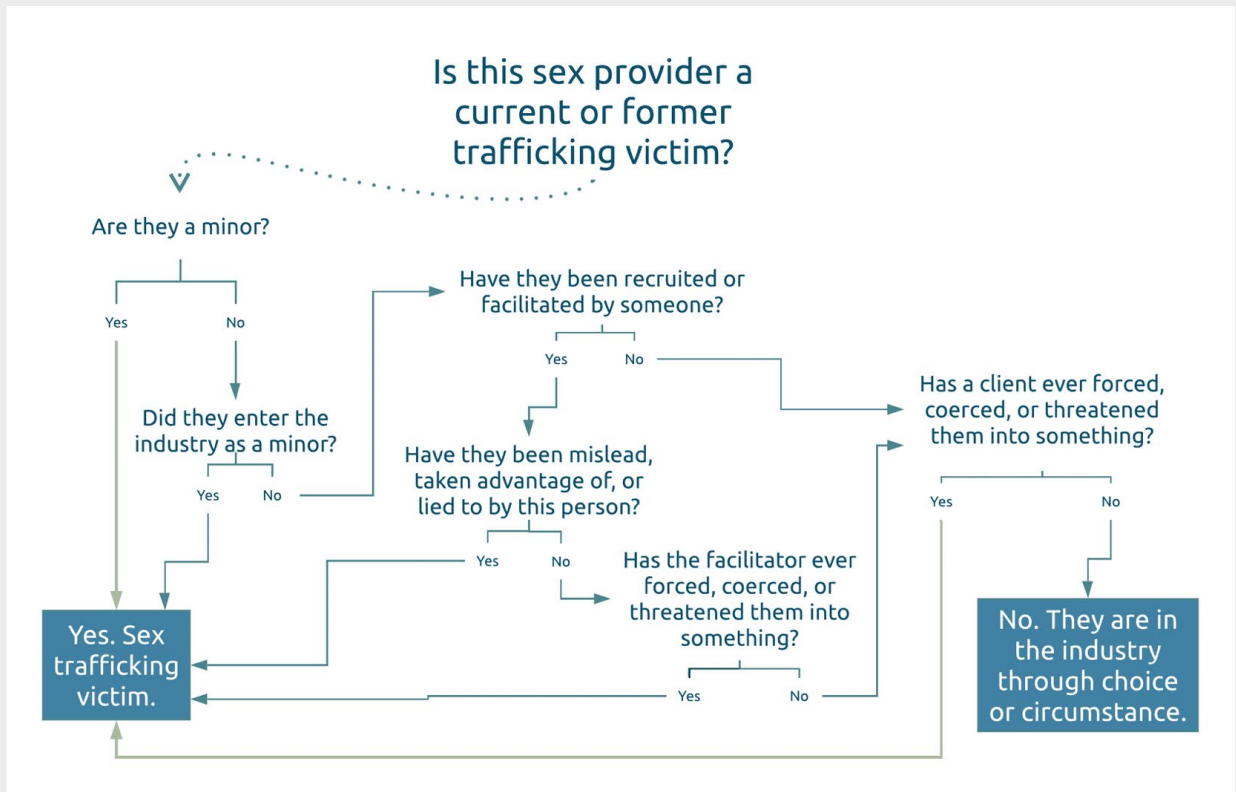 Is this sex provider a
current or former
trafficking victim?
Are they a minor?
Yes
No
Did they enter the
industry as a minor?
Yes
No
Have they been recruited or
facilitated by someone?
Yes
No
Have they been mislead,
taken advantage of, or
lied to by this person?
Yes
No
Has the facilitator ever
forced, coerced, or
threatened them into
something?
Yes
No
Has a client ever forced,
coerced, or threatened
them into something?
Yes
No
Yes. Sex
trafficking
victim.
No. They are in
the industry
through choice
or circumstance.